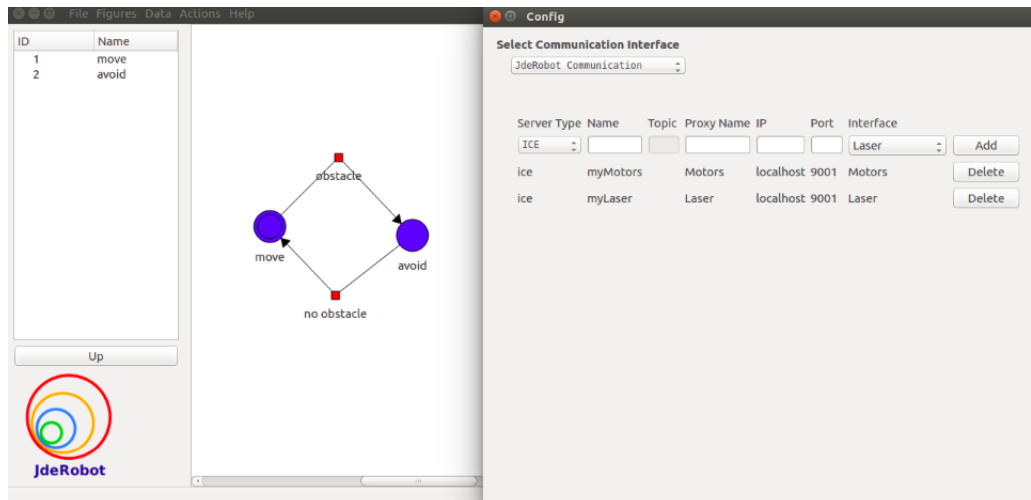 File Figures Data Actions Help
ID Name
1 move
2 avoid
obstacle
move
avoid
no obstacle
Up
JdeRobot
Config
Select Communication Interface
JdeRobot Communication
Server Type Name Topic Proxy Name IP Port Interface
ICE Laser Add
ice myMotors Motors localhost 9001 Motors Delete
ice myLaser Laser localhost 9001 Laser Delete